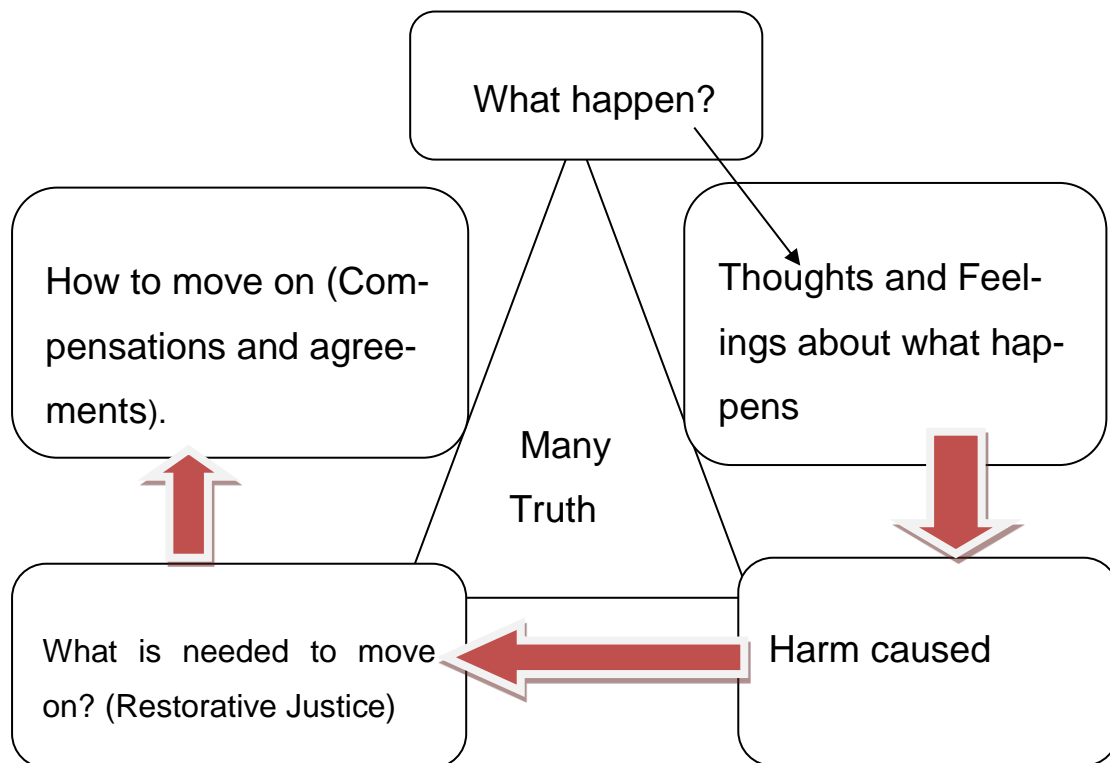 What happen?
How to move on (Com-
pensations and agree-
ments).
Thoughts and Feel-
ings about what hap-
pens
Many
Truth
What is needed to move
on? (Restorative Justice)
Harm caused